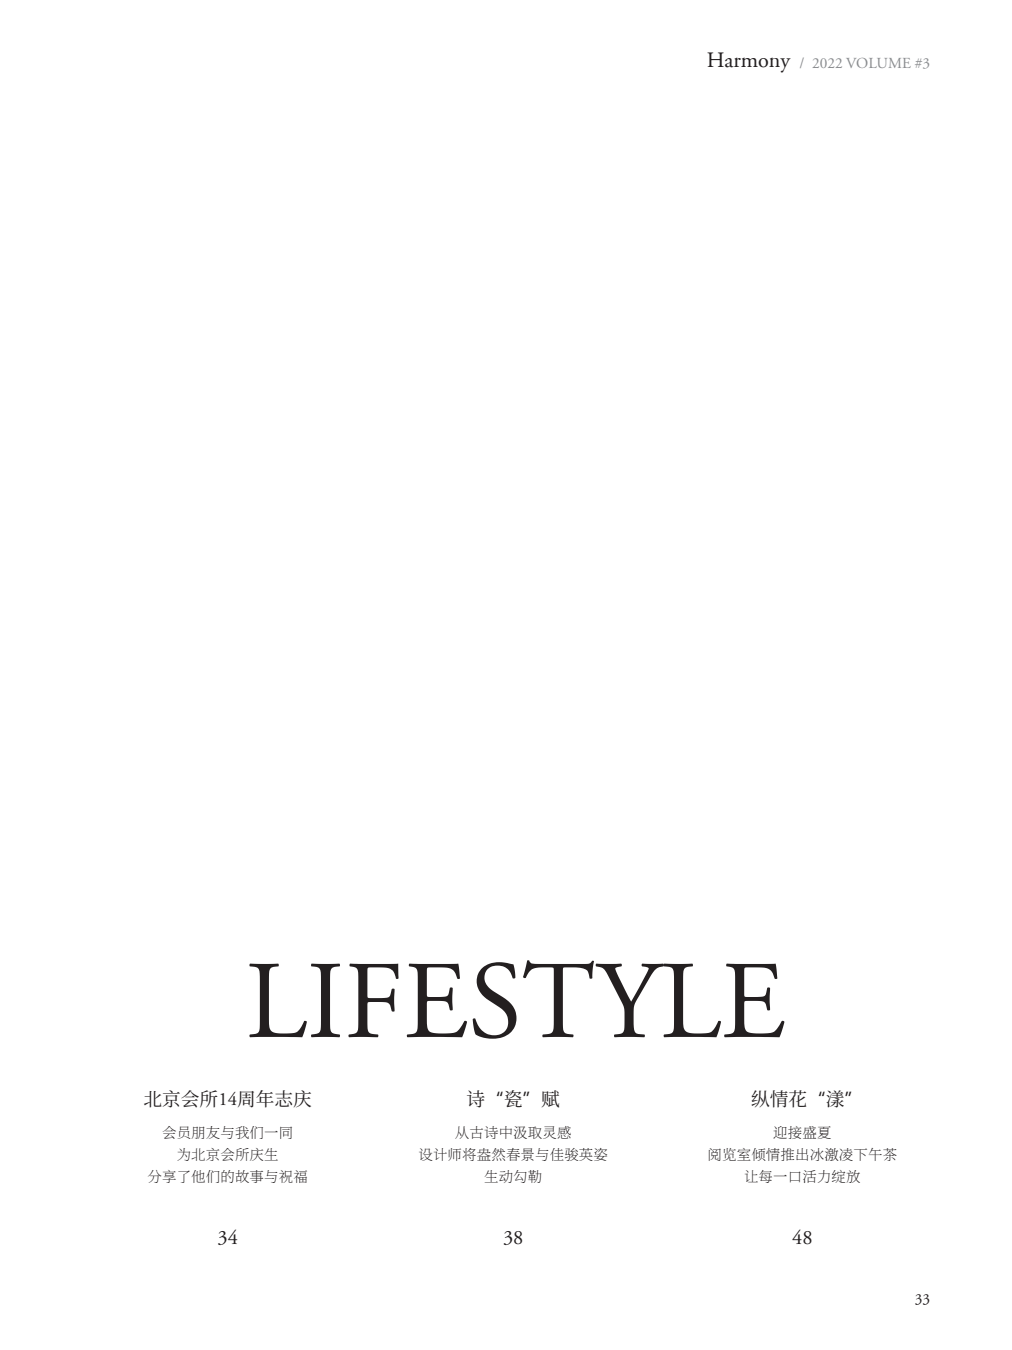 Harmony / 2022 VOLUME #3
LIFESTYLE
北京会所14周年志庆
会员朋友与我们一同
为北京会所庆生
分享了他们的故事与祝福
34
诗“瓷”赋
从古诗中汲取灵感
设计师将盎然春景与佳骏英姿
生动勾勒
38
纵情花“漾”
迎接盛夏
阅览室倾情推出冰激凌下午茶
让每一口活力绽放
48
33